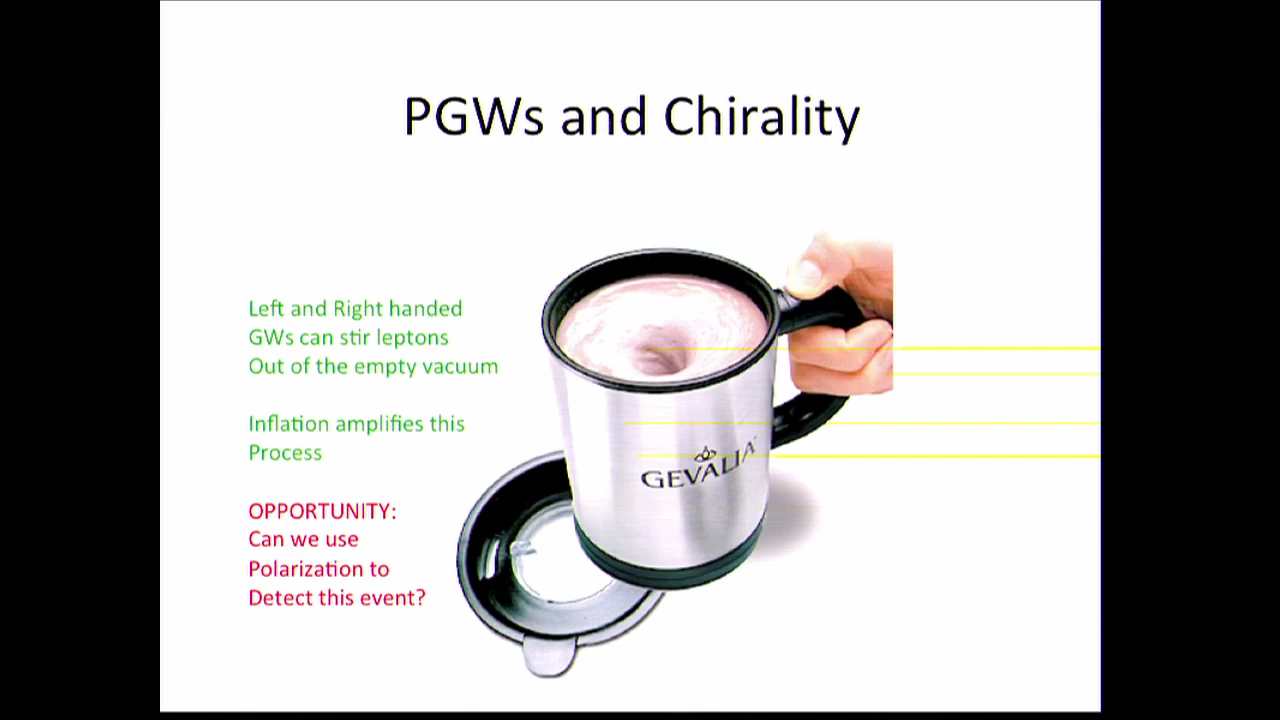 PGWs and Chirality
Left and Right handed
GWs can stir leptons
Out of the empty vacuum
Inflation amplifies this
Process
OPPORTUNITY:
Can we use
Polarization to
Detect this event?
GEVALIA